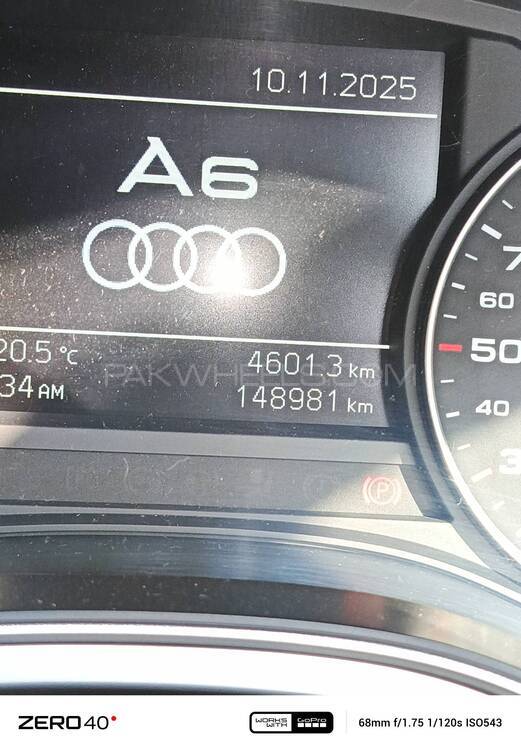 10.11.2025
A6
20.5 °C
4601.3 km
34 AM
148981 km
PAKWHEELS.COM
60
50
40
(P)
ZERO 40
WORKS WITH GoPro
68mm f/1.75 1/120s ISO543